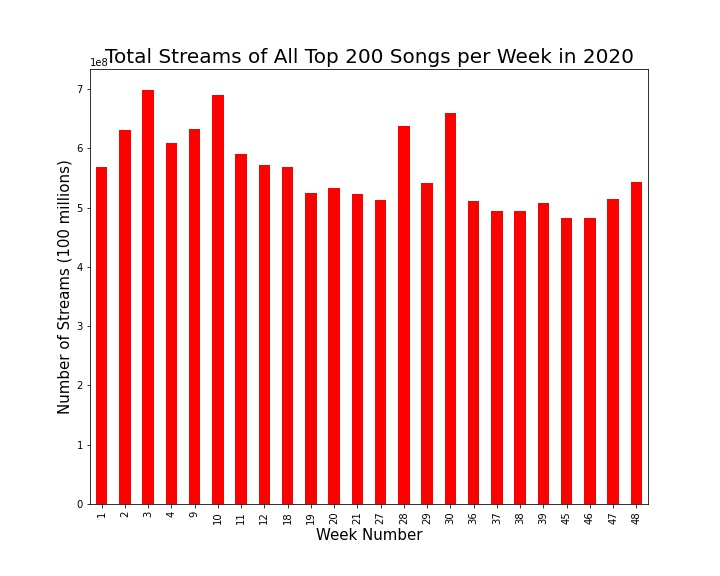 Total Streams of All Top 200 Songs per Week in 2020
1e8
7
6
5
4
3
2
1
0
Number of Streams (100 millions)
1 2 3 4 9 10 11 12 18 19 20 21 27 28 29 30 36 37 38 39 45 46 47 48
Week Number